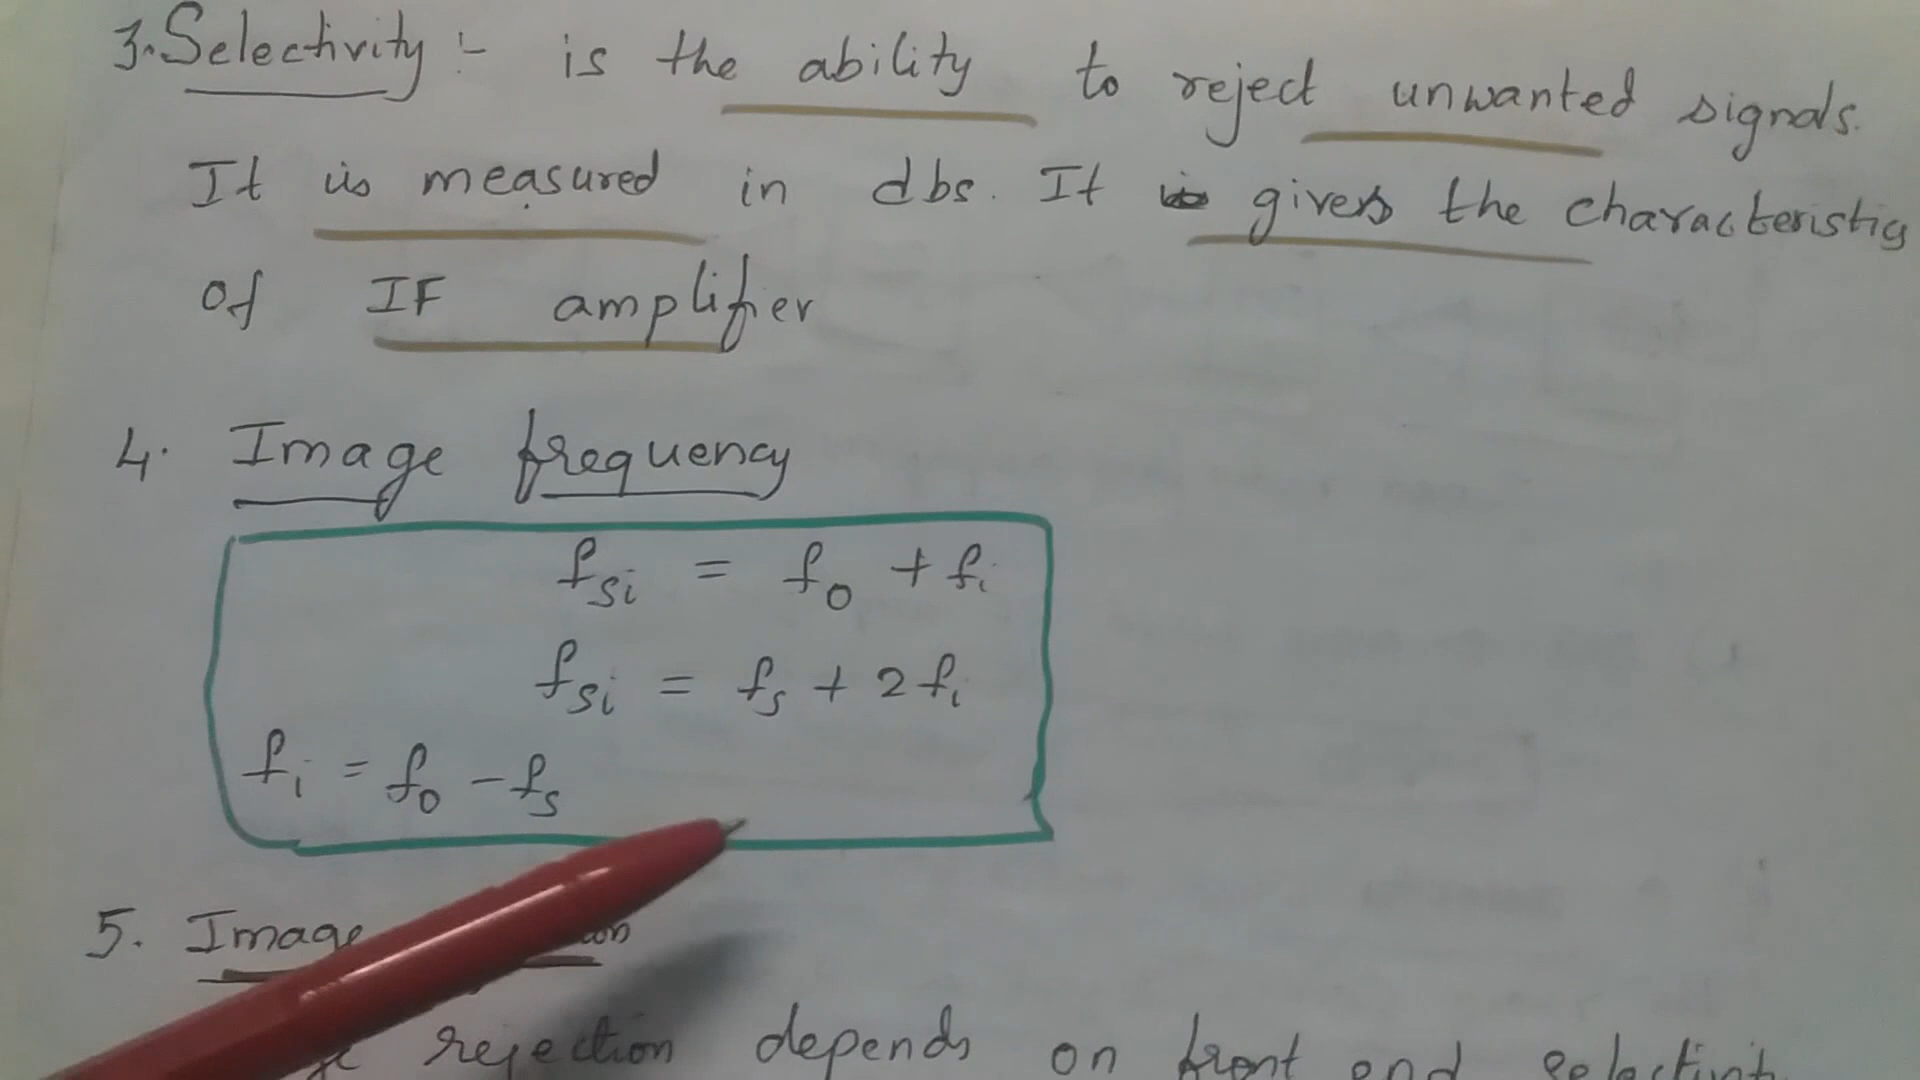 3. Selectivity :- is the ability to reject unwanted signals.
It is measured in dbs. It gives the characteristics
of IF amplifier
4. Image frequency
fsi = fo + fi
fsi = fs + 2fi
fi = fo - fs
5. Image
rejection depends on front end selectivit